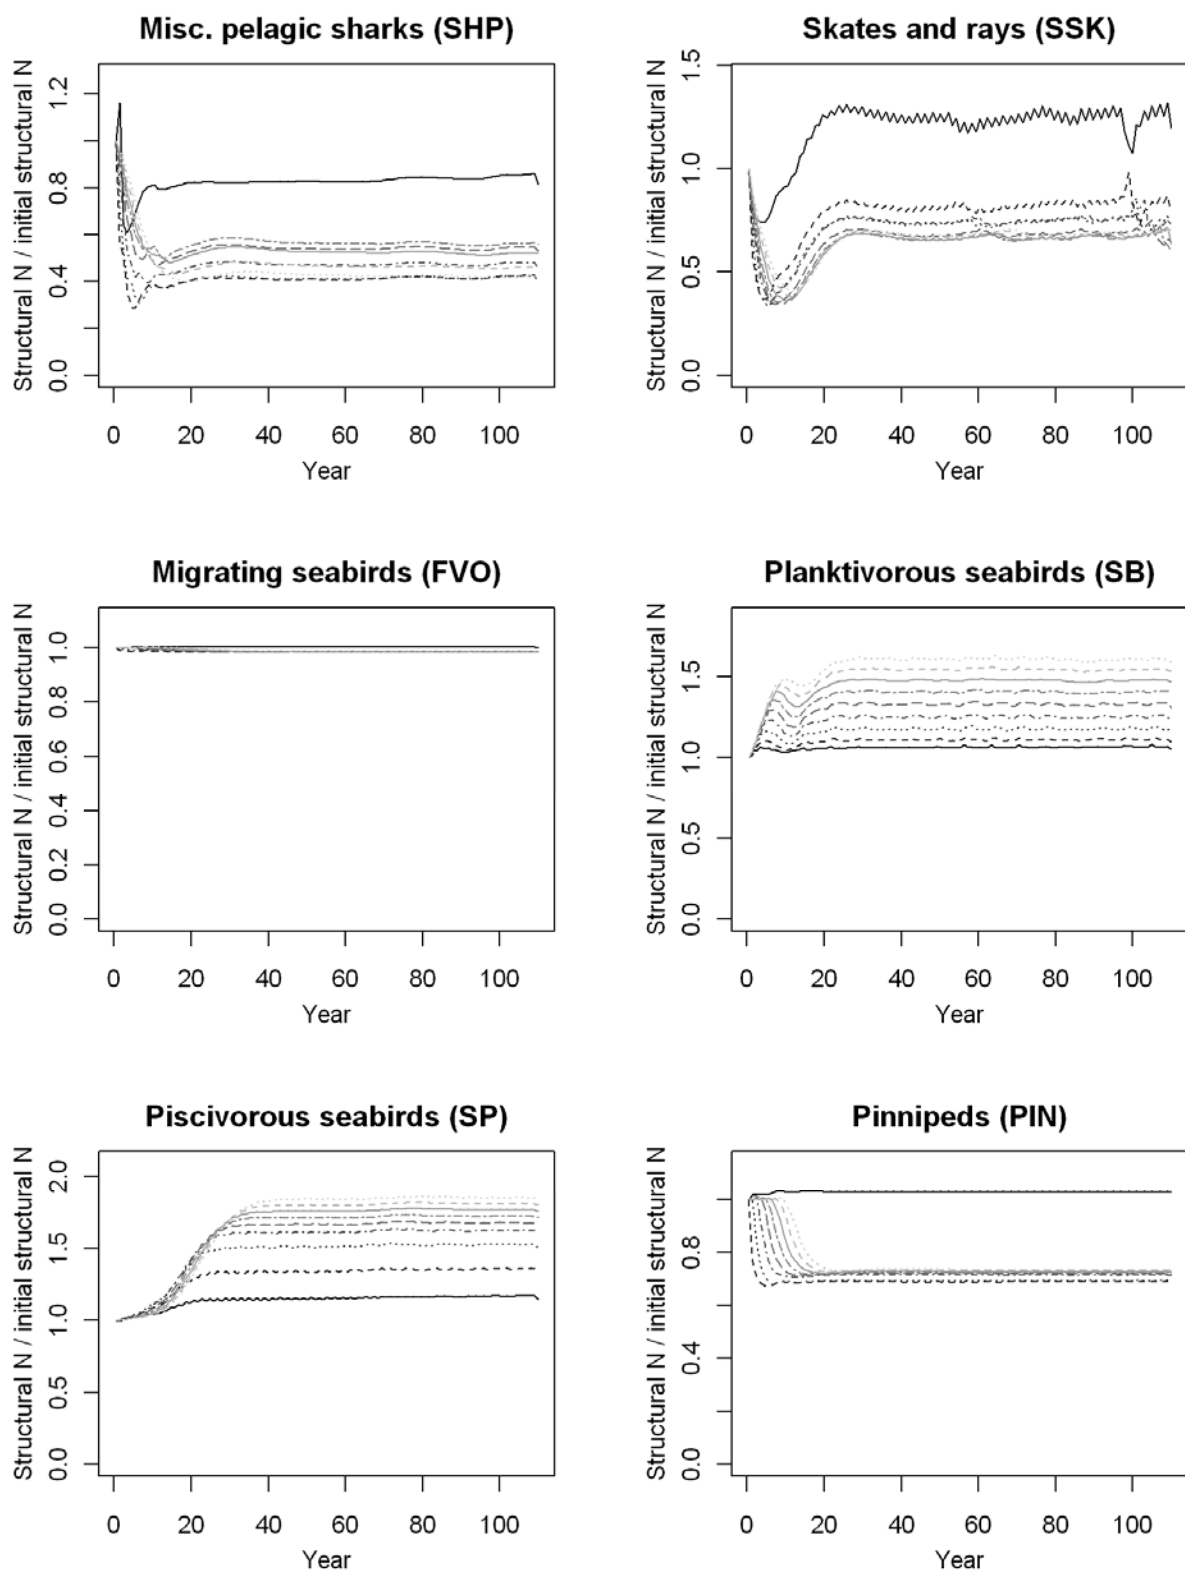 Misc. pelagic sharks (SHP)
Structural N / initial structural N
0.0 0.4 0.8 1.2
0 20 40 60 80 100
Year
Skates and rays (SSK)
Structural N / initial structural N
0.0 0.5 1.0 1.5
0 20 40 60 80 100
Year
Migrating seabirds (FVO)
Structural N / initial structural N
0.0 0.2 0.4 0.6 0.8 1.0
0 20 40 60 80 100
Year
Planktivorous seabirds (SB)
Structural N / initial structural N
0.0 0.5 1.0 1.5
0 20 40 60 80 100
Year
Piscivorous seabirds (SP)
Structural N / initial structural N
0.0 0.5 1.0 1.5 2.0
0 20 40 60 80 100
Year
Pinnipeds (PIN)
Structural N / initial structural N
0.0 0.4 0.8
0 20 40 60 80 100
Year